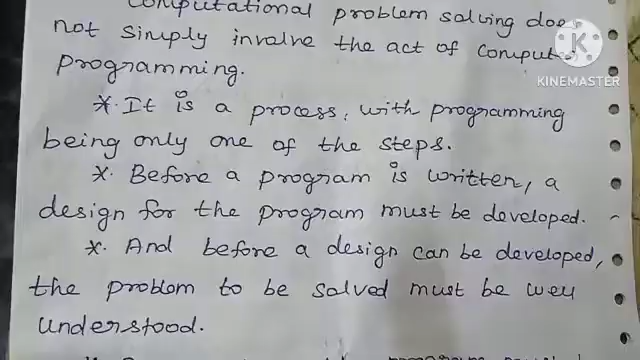 Computational problem solving does
not simply involve the act of computer
programming.
*. It is a process, with programming
being only one of the steps.
*. Before a program is written, a
design for the program must be developed.
*. And before a design can be developed,
the problem to be solved must be well
understood.
KINEMASTER